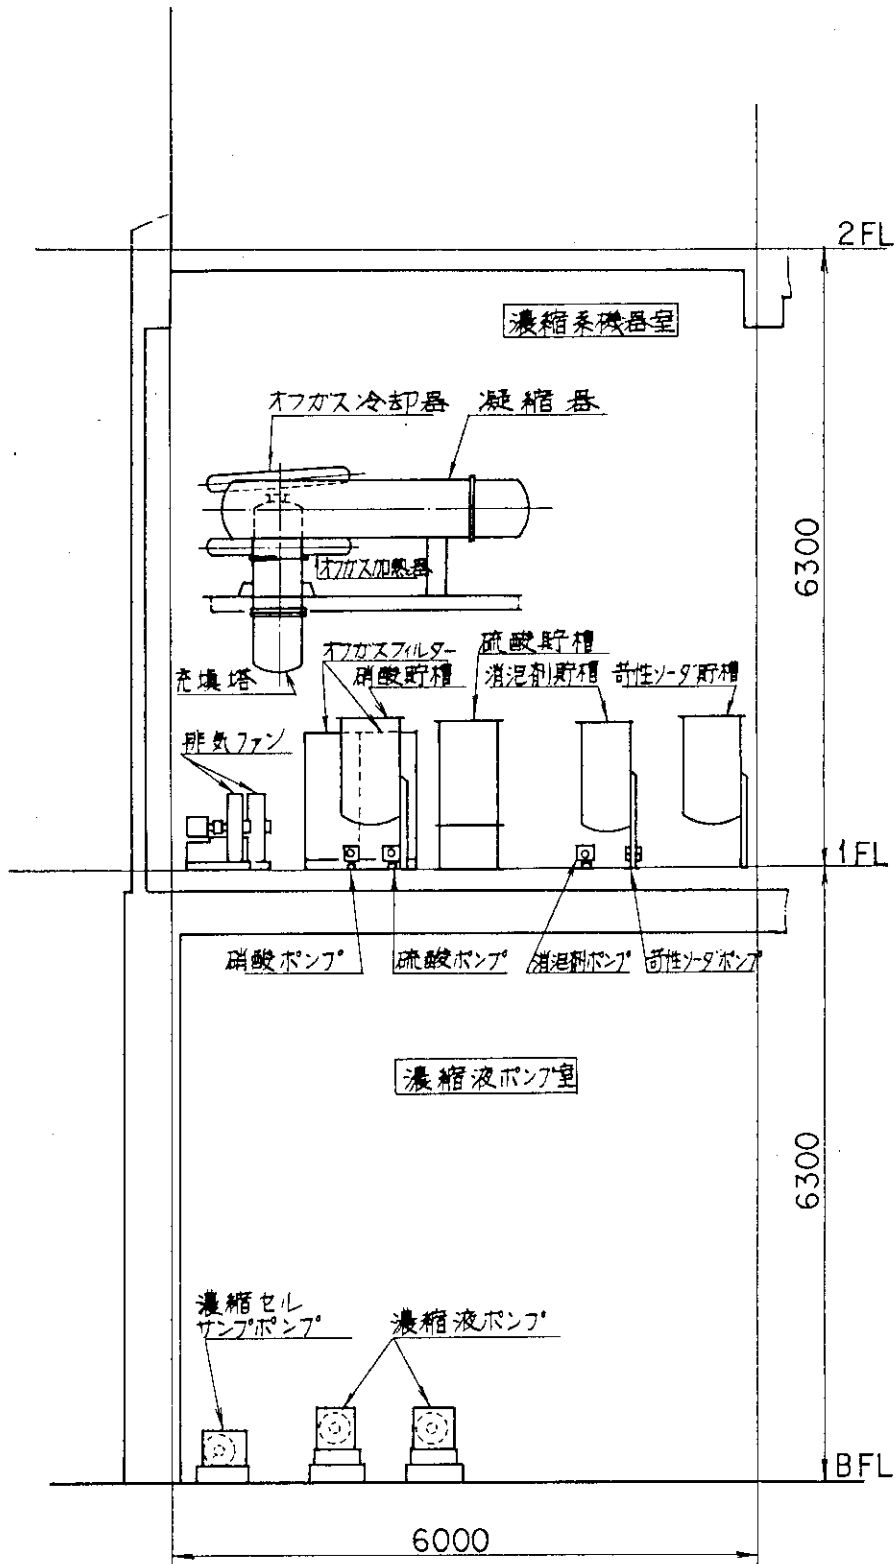 2FL
濃縮系機器室
オフガス冷却器
凝縮器
6300
オフガス加熱器
充填塔
オフガスフィルター
硝酸貯槽
硫酸貯槽
消泡剤貯槽
苛性ソーダ貯槽
排気ファン
1FL
硝酸ポンプ
硫酸ポンプ
消泡剤ポンプ
苛性ソーダポンプ
濃縮液ポンプ室
6300
濃縮セル
サンプポンプ
濃縮液ポンプ
BFL
6000